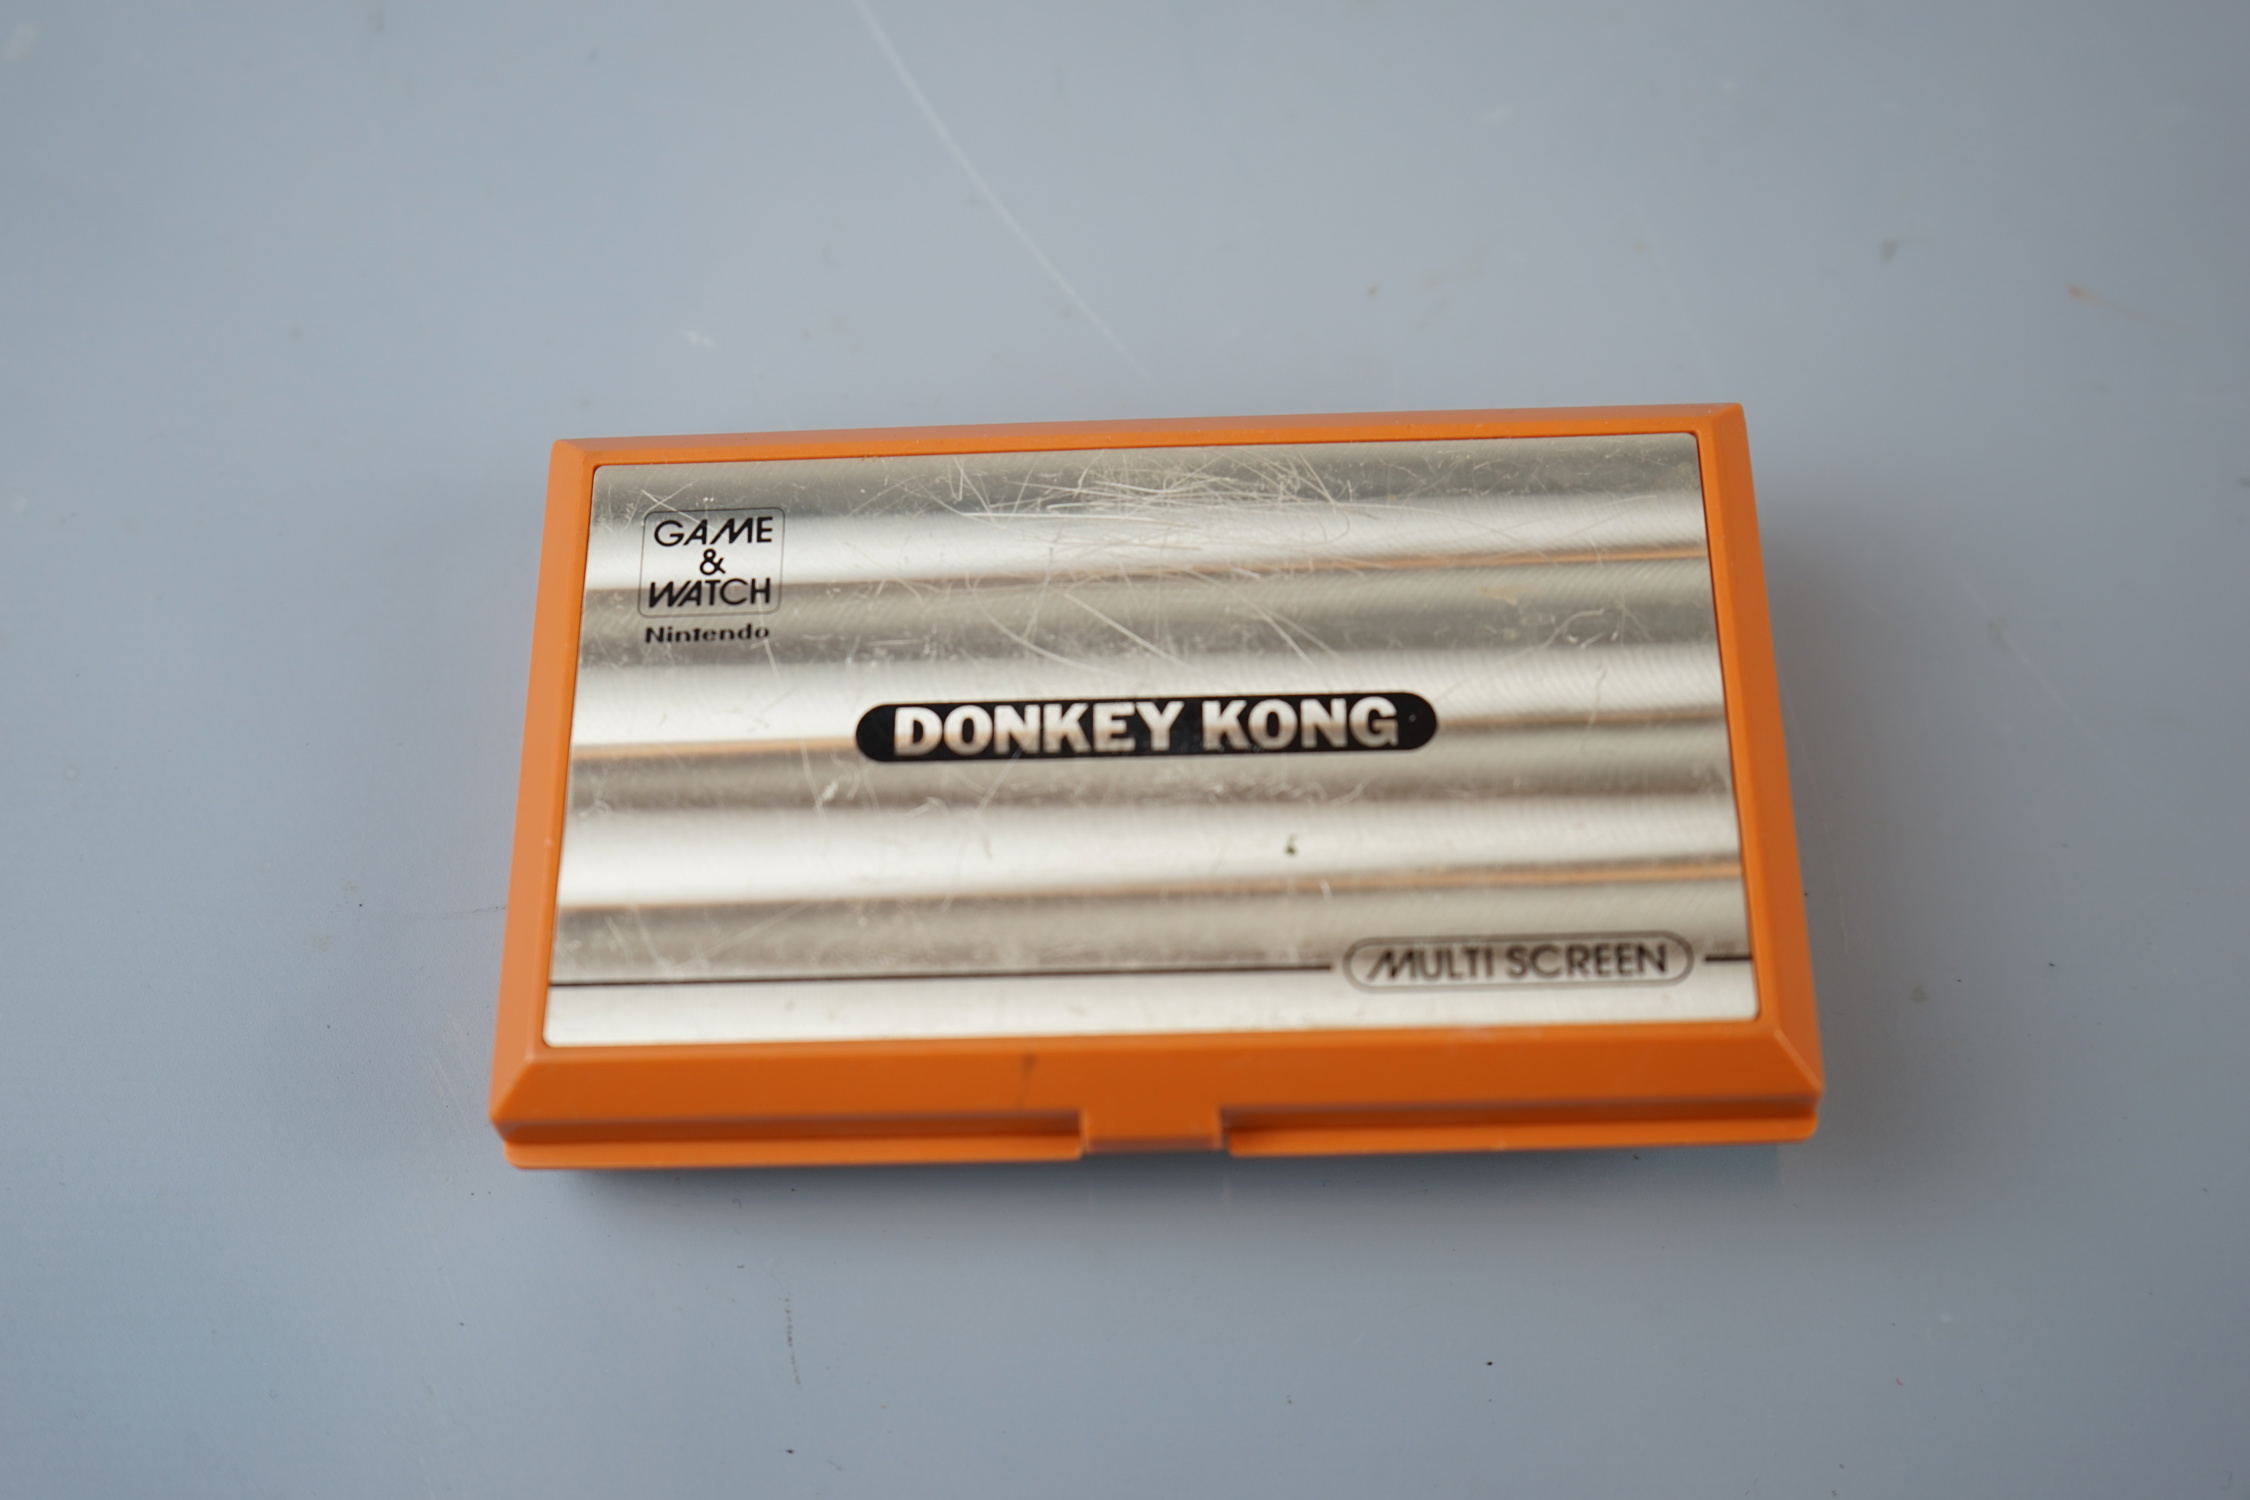 GAME
&
WATCH
Nintendo
DONKEY KONG
MULTI SCREEN